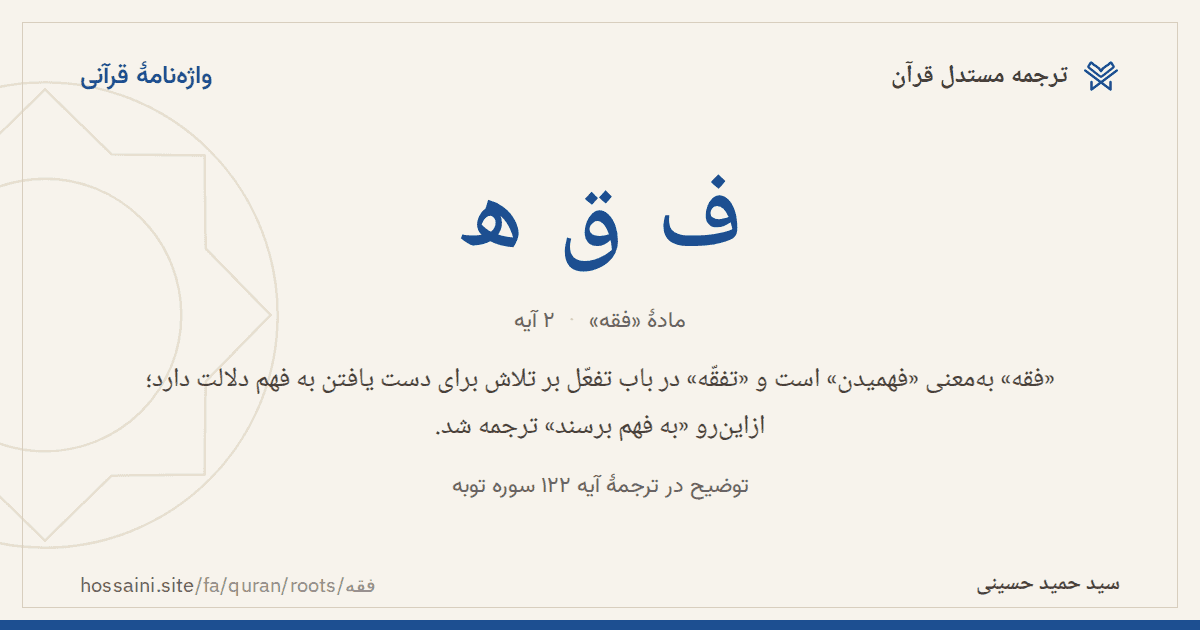 ترجمه مستدل قرآن
واژه‌نامهٔ قرآنی
ف ق ه
مادهٔ «فقه» · ۲ آیه
«فقه» به‌معنی «فهمیدن» است و «تفقّه» در باب تفعّل بر تلاش برای دست یافتن به فهم دلالت دارد؛
ازاین‌رو «به فهم برسند» ترجمه شد.
توضیح در ترجمهٔ آیه ۱۲۲ سوره توبه
سید حمید حسینی
hossaini.site/fa/quran/roots/فقه